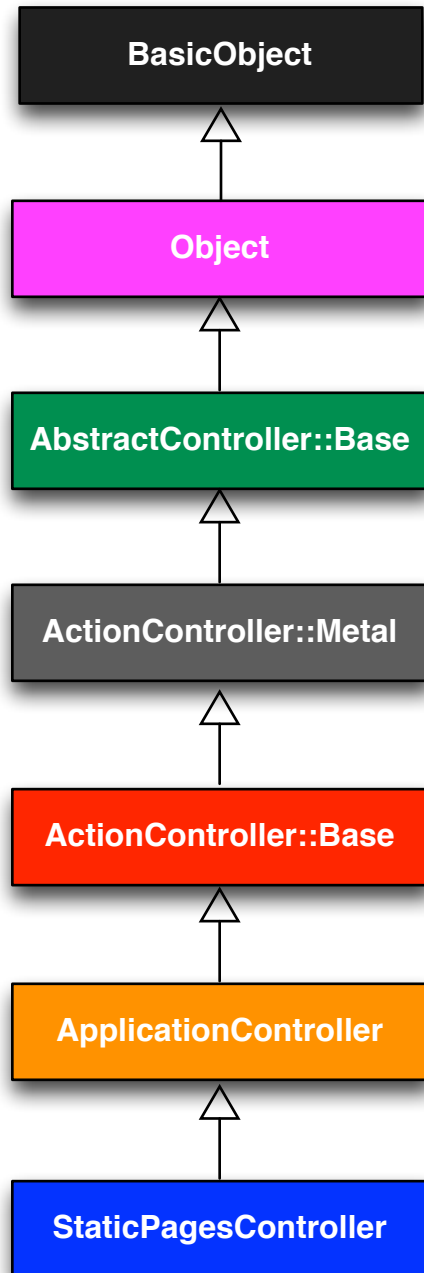 BasicObject
Object
AbstractController::Base
ActionController::Metal
ActionController::Base
ApplicationController
StaticPagesController